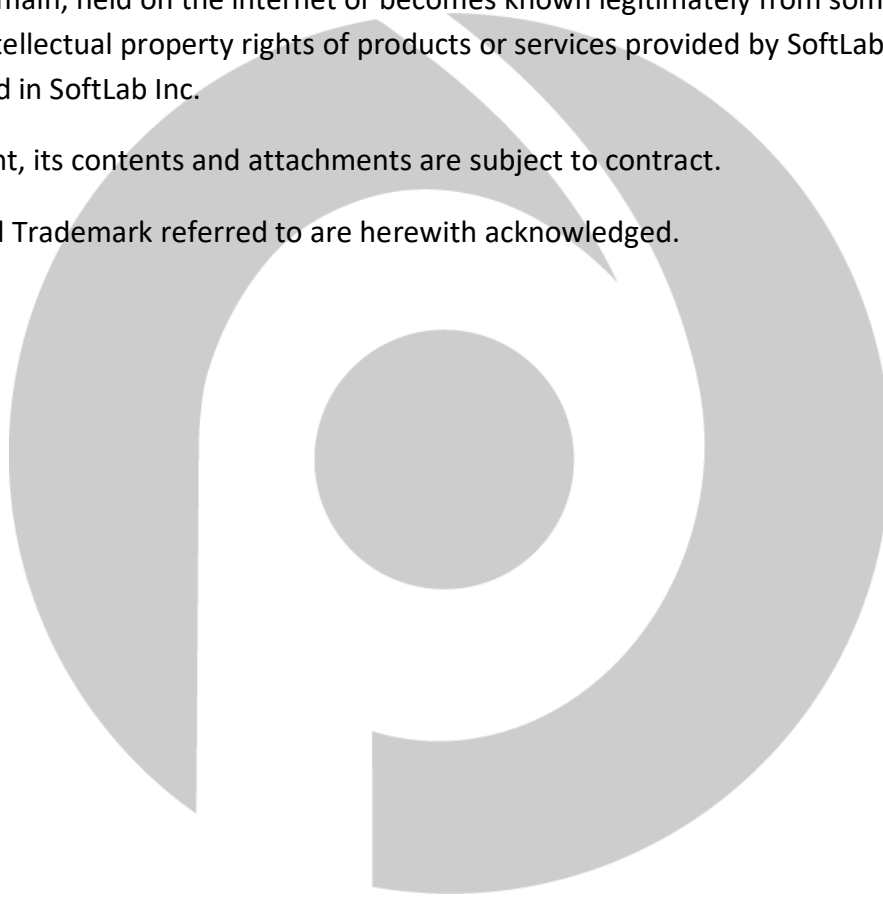 main, held on the internet or becomes known legitimately from som
tellectual property rights of products or services provided by SoftLab
d in SoftLab Inc.
nt, its contents and attachments are subject to contract.
l Trademark referred to are herewith acknowledged.